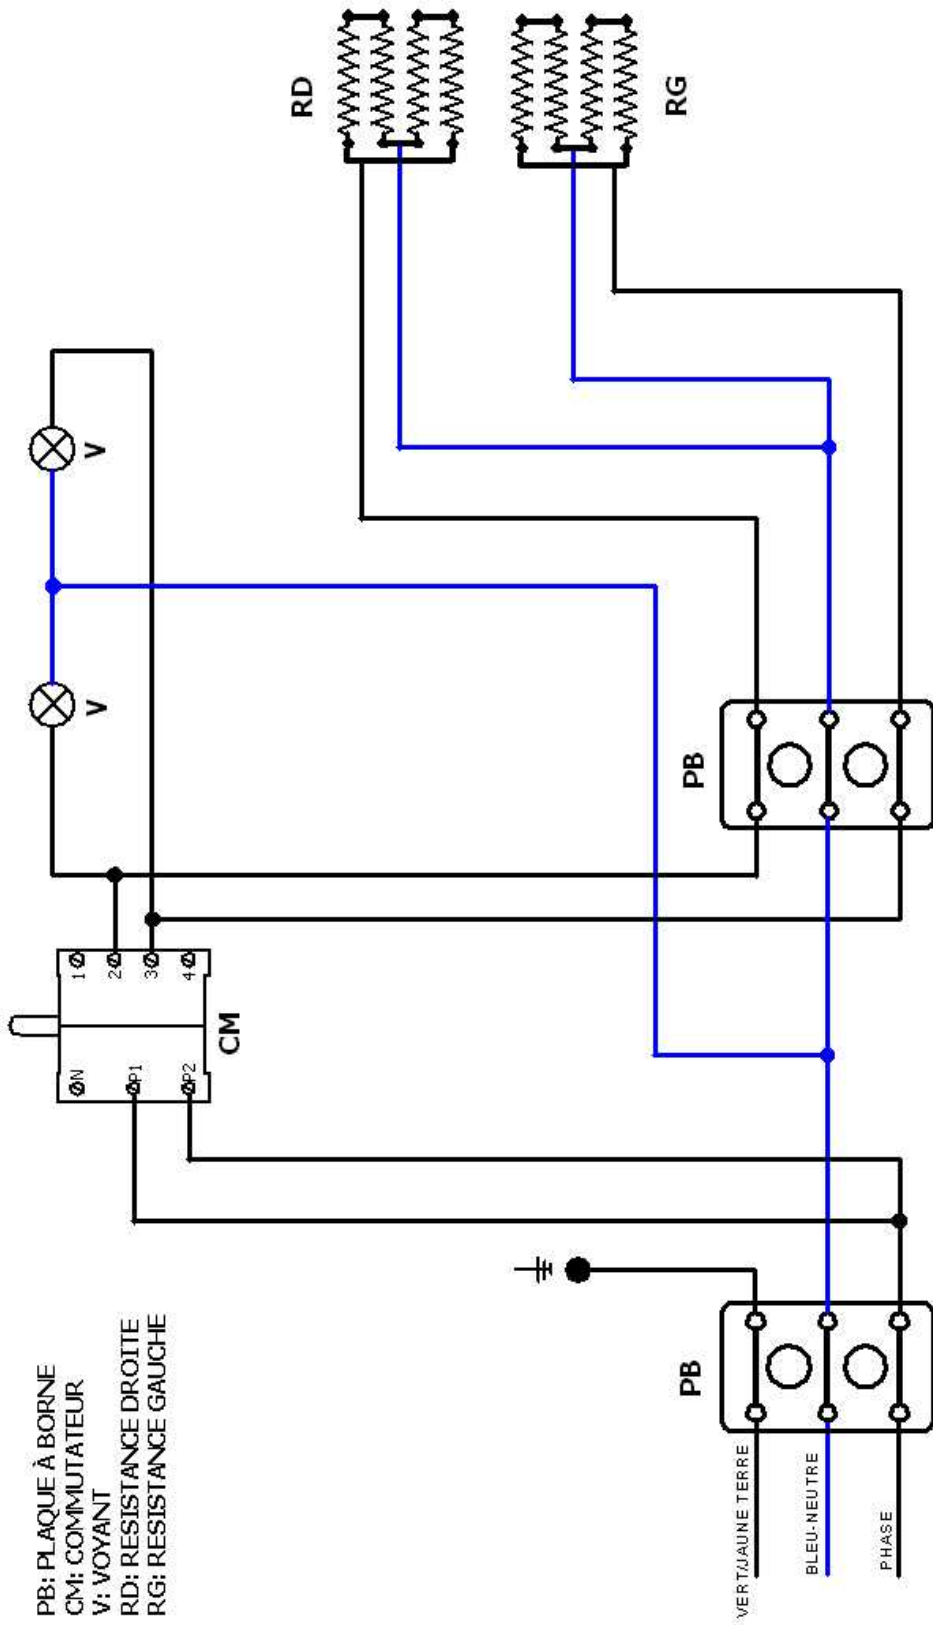 PB: PLAQUE À BORNE
CM: COMMUTATEUR
V: VOYANT
RD: RESISTANCE DROITE
RG: RESISTANCE GAUCHE
N
P1
P2
1
2
3
4
CM
V
V
RD
RG
PB
PB
VERT/JAUNE TERRE
BLEU-NEUTRE
PHASE